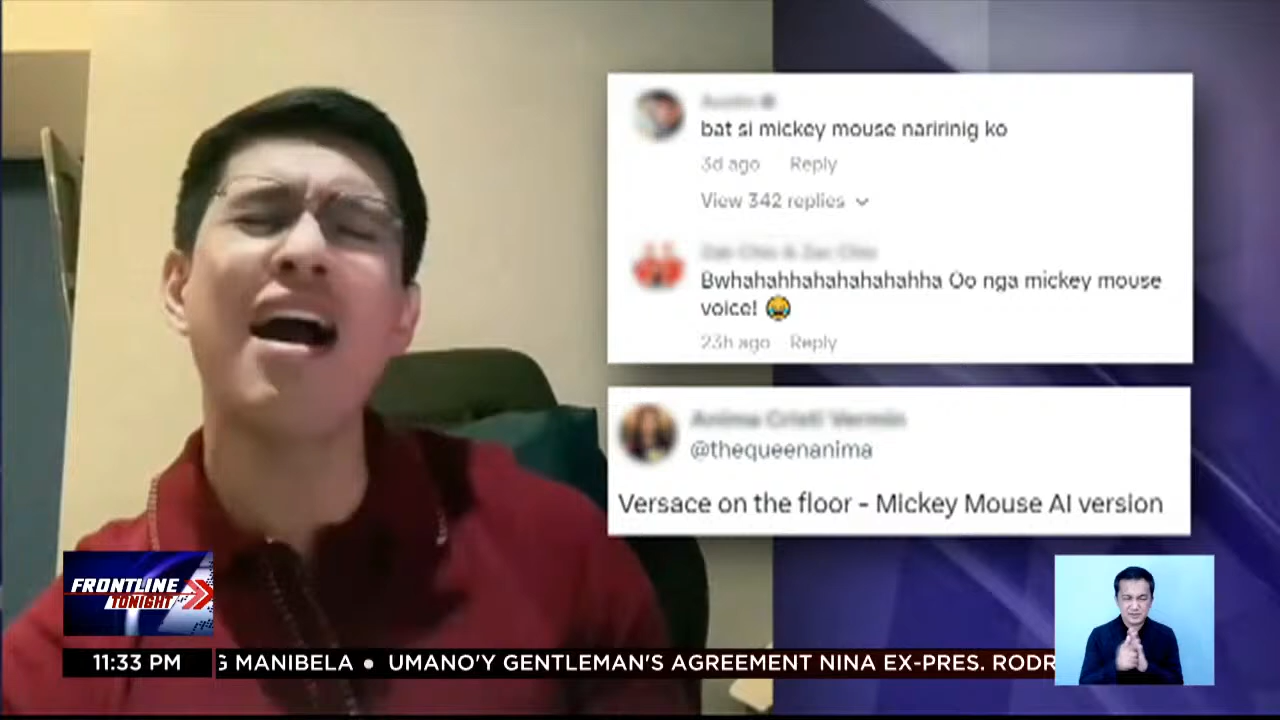 bat si mickey mouse naririnig ko
3d ago Reply
View 342 replies
Bwhahahhahahahahahha Oo nga mickey mouse
voice! 😭
23h ago Reply
@thequeenanima
Versace on the floor - Mickey Mouse AI version
FRONTLINE
TONIGHT
11:33 PM
MANIBELA • UMANO'Y GENTLEMAN'S AGREEMENT NINA EX-PRES. RODR